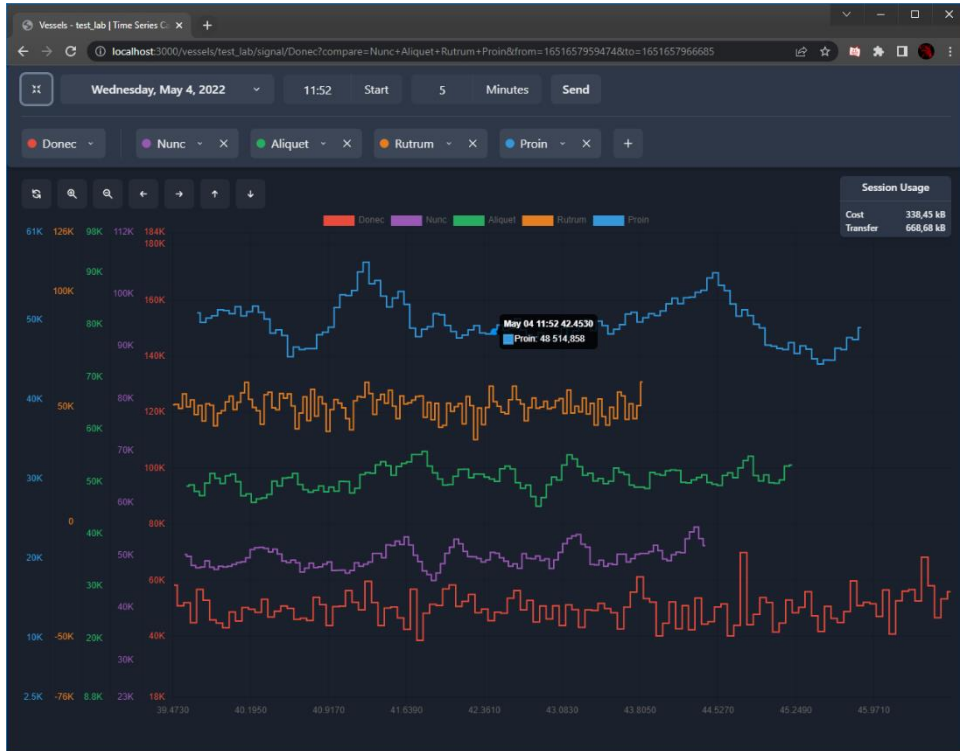 Vessels - test_lab | Time Series C
localhost:3000/vessels/test_lab/signal/Donec?compare=Nunc+Aliquet+Rutrum+Proin&from=1651657959474&to=1651657966685
Wednesday, May 4, 2022 11:52 Start 5 Minutes Send
Donec Nunc Aliquet Rutrum Proin
Session Usage
Cost 338,45 kB
Transfer 668,68 kB
Donec Nunc Aliquet Rutrum Proin
61K 126K 98K 112K 184K
180K
90K
100K 100K 160K
50K 80K
90K
140K
70K
40K 50K 80K 120K
60K
70K
100K
30K 50K
60K
0 80K
40K
20K 50K
30K 60K
40K
10K -50K 20K 40K
30K
2.5K -76K 8.8K 23K 18K
May 04 11:52 42.4530
Proin: 48 514,858
39.4730 40.1950 40.9170 41.6390 42.3610 43.0830 43.8050 44.5270 45.2490 45.9710